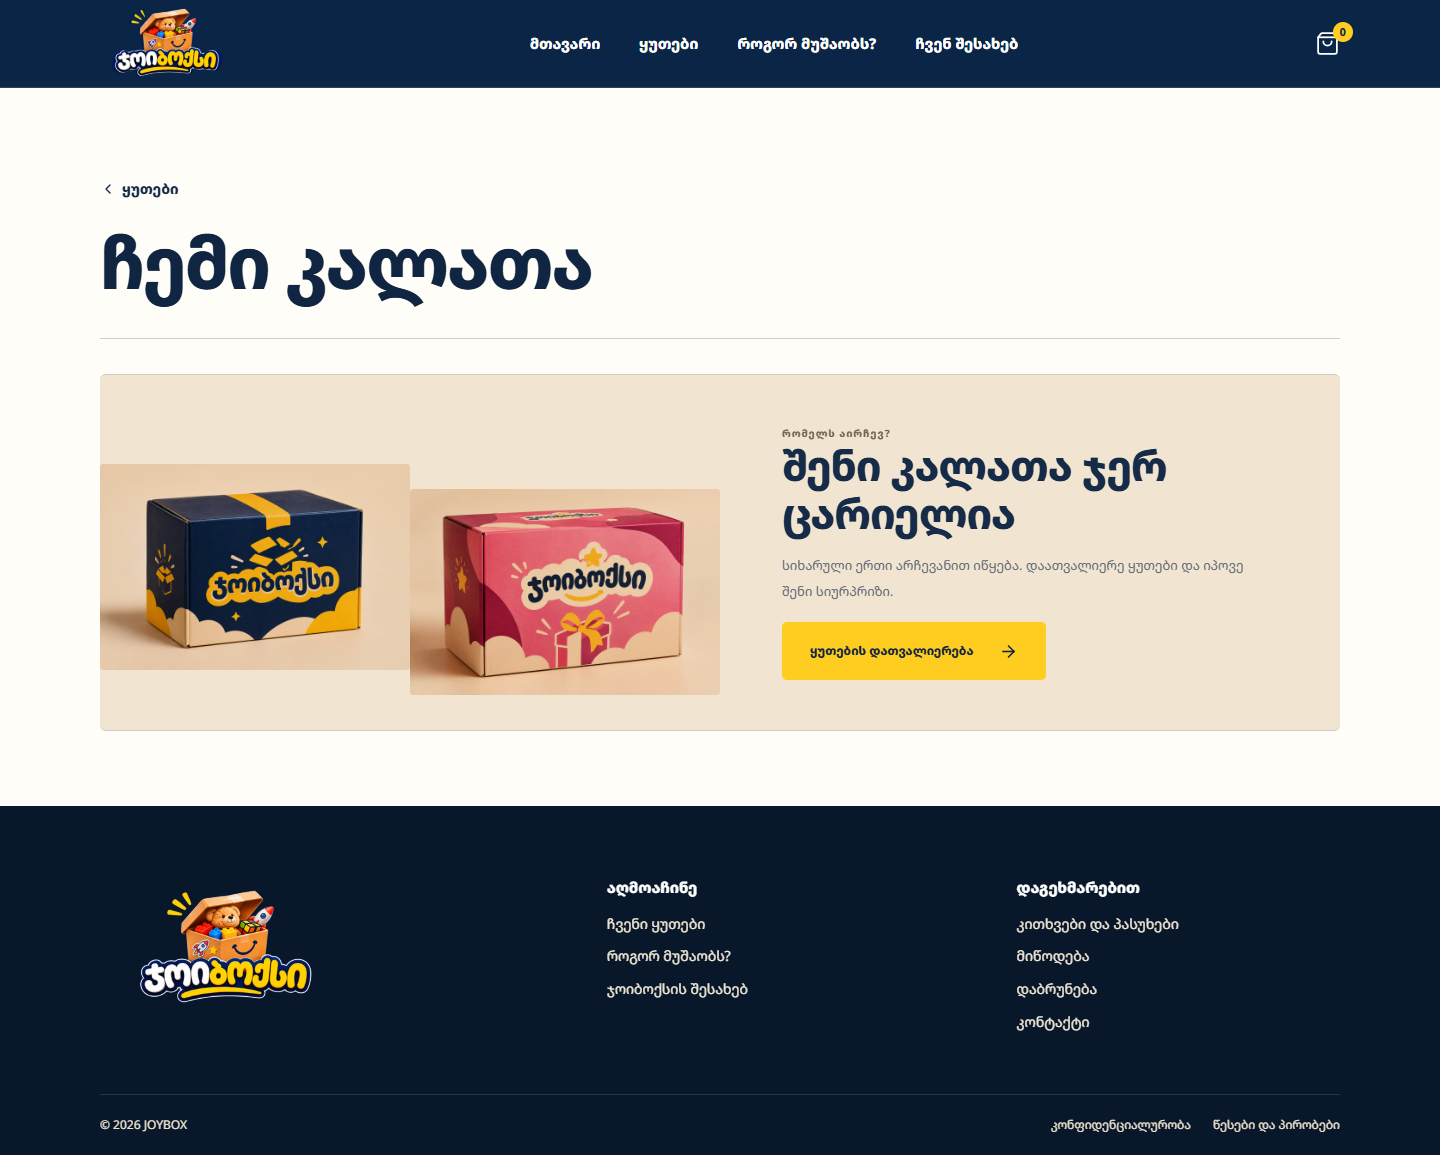 ჯოიბოქსი
მთავარი
ყუთები
როგორ მუშაობს?
ჩვენ შესახებ
0
ყუთები
ჩემი კალათა
ჯოიბოქსი
ჯოიბოქსი
ჯოიბოქსი
რომელს აირჩევ?
შენი კალათა ჯერ
ცარიელია
სიხარული ერთი არჩევანით იწყება. დაათვალიერე ყუთები და იპოვე
შენი სიურპრიზი.
ყუთების დათვალიერება
ჯოიბოქსი
აღმოაჩინე
ჩვენი ყუთები
როგორ მუშაობს?
ჯოიბოქსის შესახებ
დაგეხმარებით
კითხვები და პასუხები
მიწოდება
დაბრუნება
კონტაქტი
© 2026 JOYBOX
კონფიდენციალურობა
წესები და პირობები